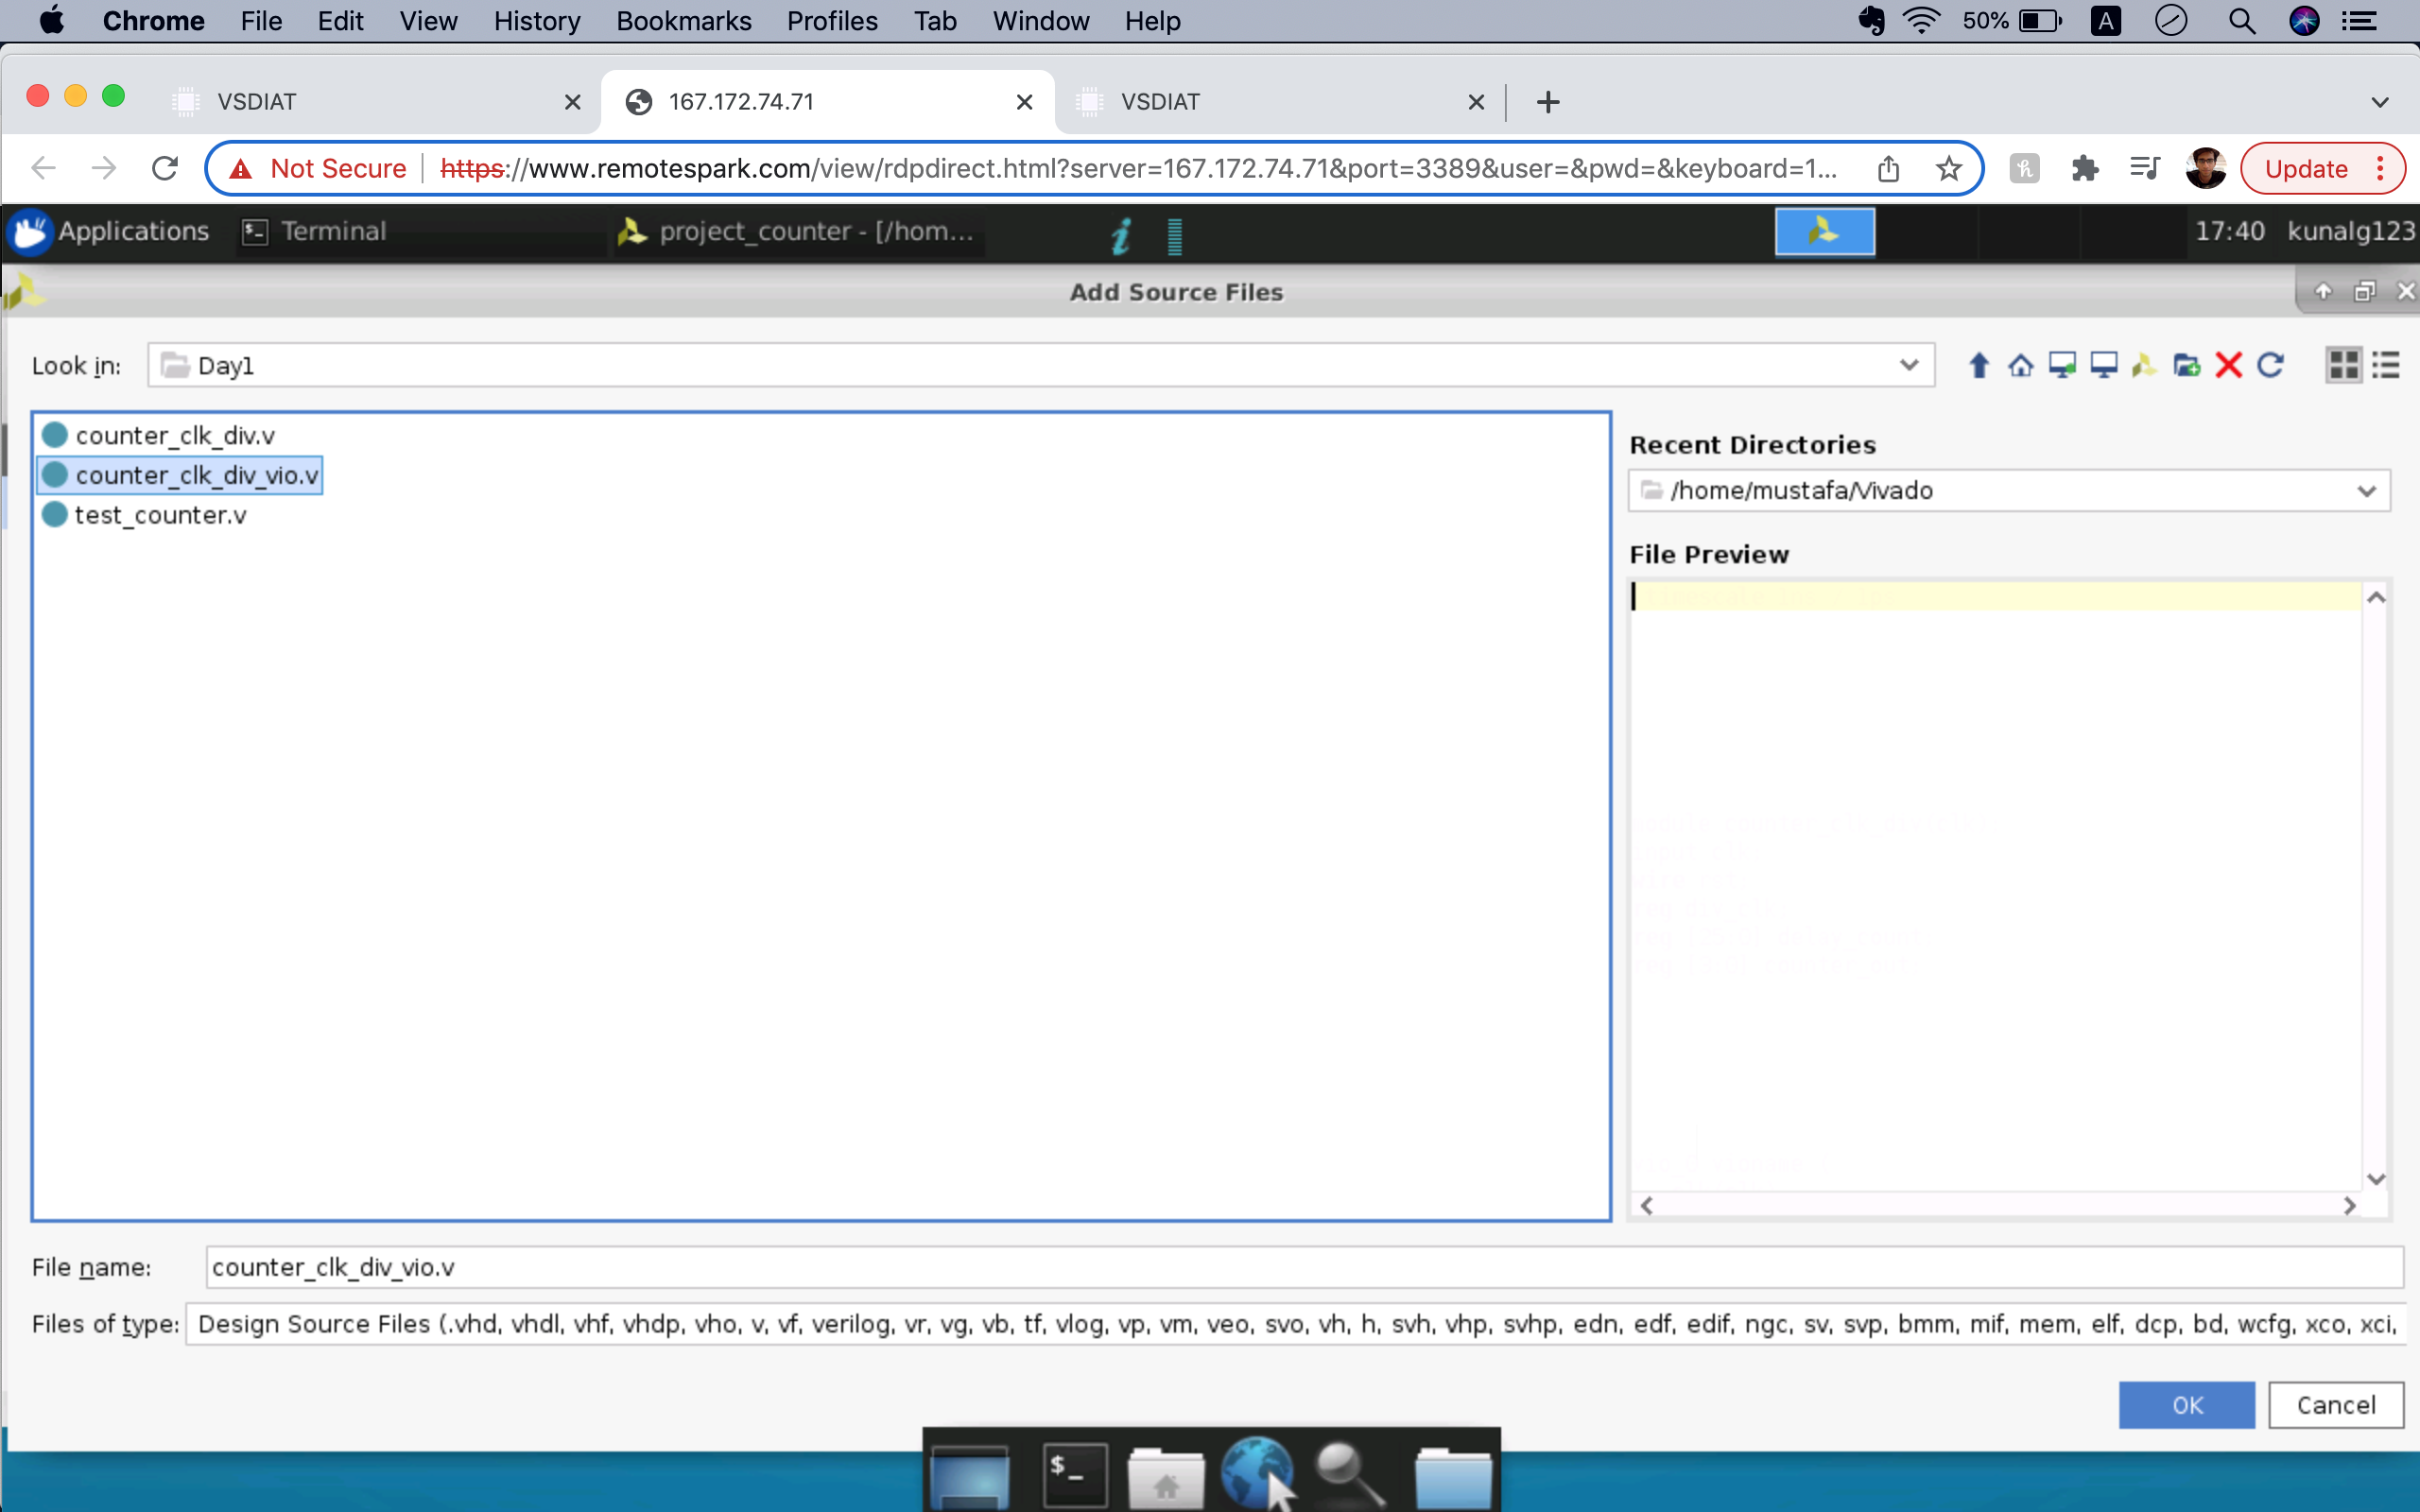 Chrome File Edit View History Bookmarks Profiles Tab Window Help 50% A
VSDIAT 167.172.74.71 VSDIAT
Not Secure https://www.remotespark.com/view/rdpdirect.html?server=167.172.74.71&port=3389&user=&pwd=&keyboard=1... Update
Applications Terminal project_counter - [/hom... 17:40 kunalg123
Add Source Files
Look in: Day1
counter_clk_div.v
counter_clk_div_vio.v
test_counter.v
Recent Directories
/home/mustafa/Vivado
File Preview
File name: counter_clk_div_vio.v
Files of type: Design Source Files (.vhd, vhdl, vhf, vhdp, vho, v, vf, verilog, vr, vg, vb, tf, vlog, vp, vm, veo, svo, vh, h, svh, vhp, svhp, edn, edf, edif, ngc, sv, svp, bmm, mif, mem, elf, dcp, bd, wcfg, xco, xci,
OK Cancel
$_